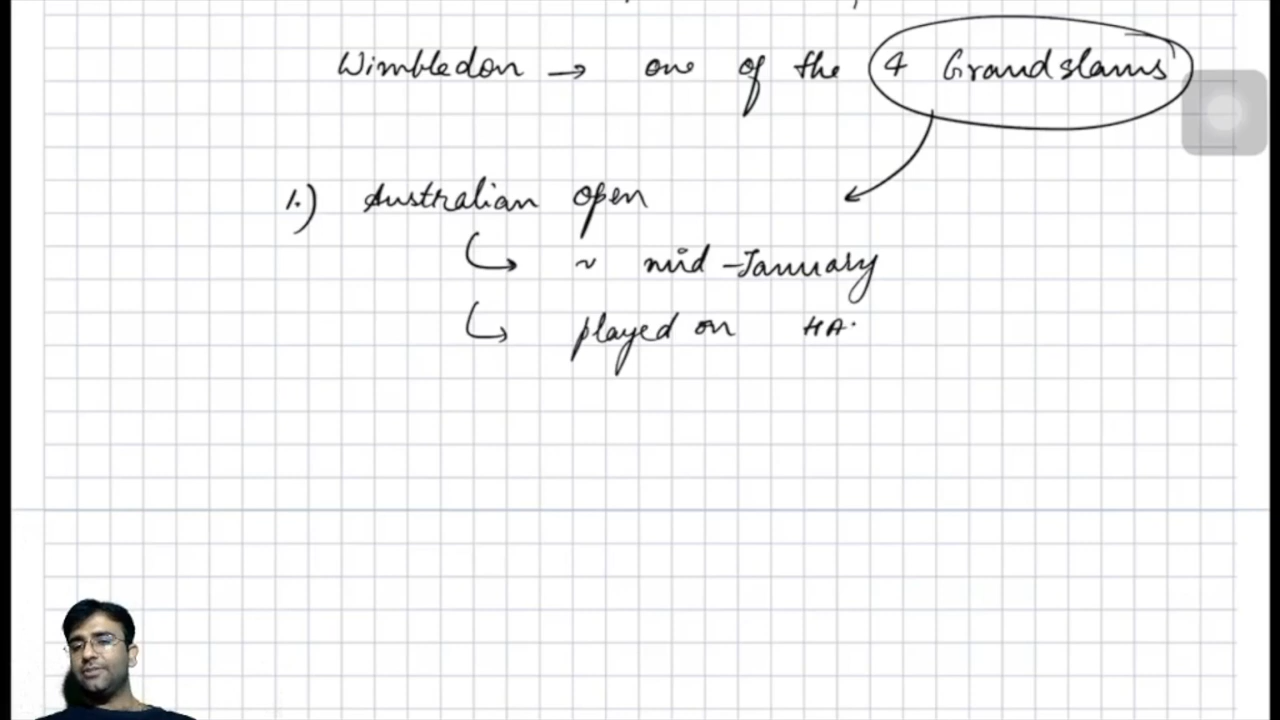 Wimbledon → one of the 4 Grandslams
1.) Australian open
↳ ~ mid-January
↳ played on HA